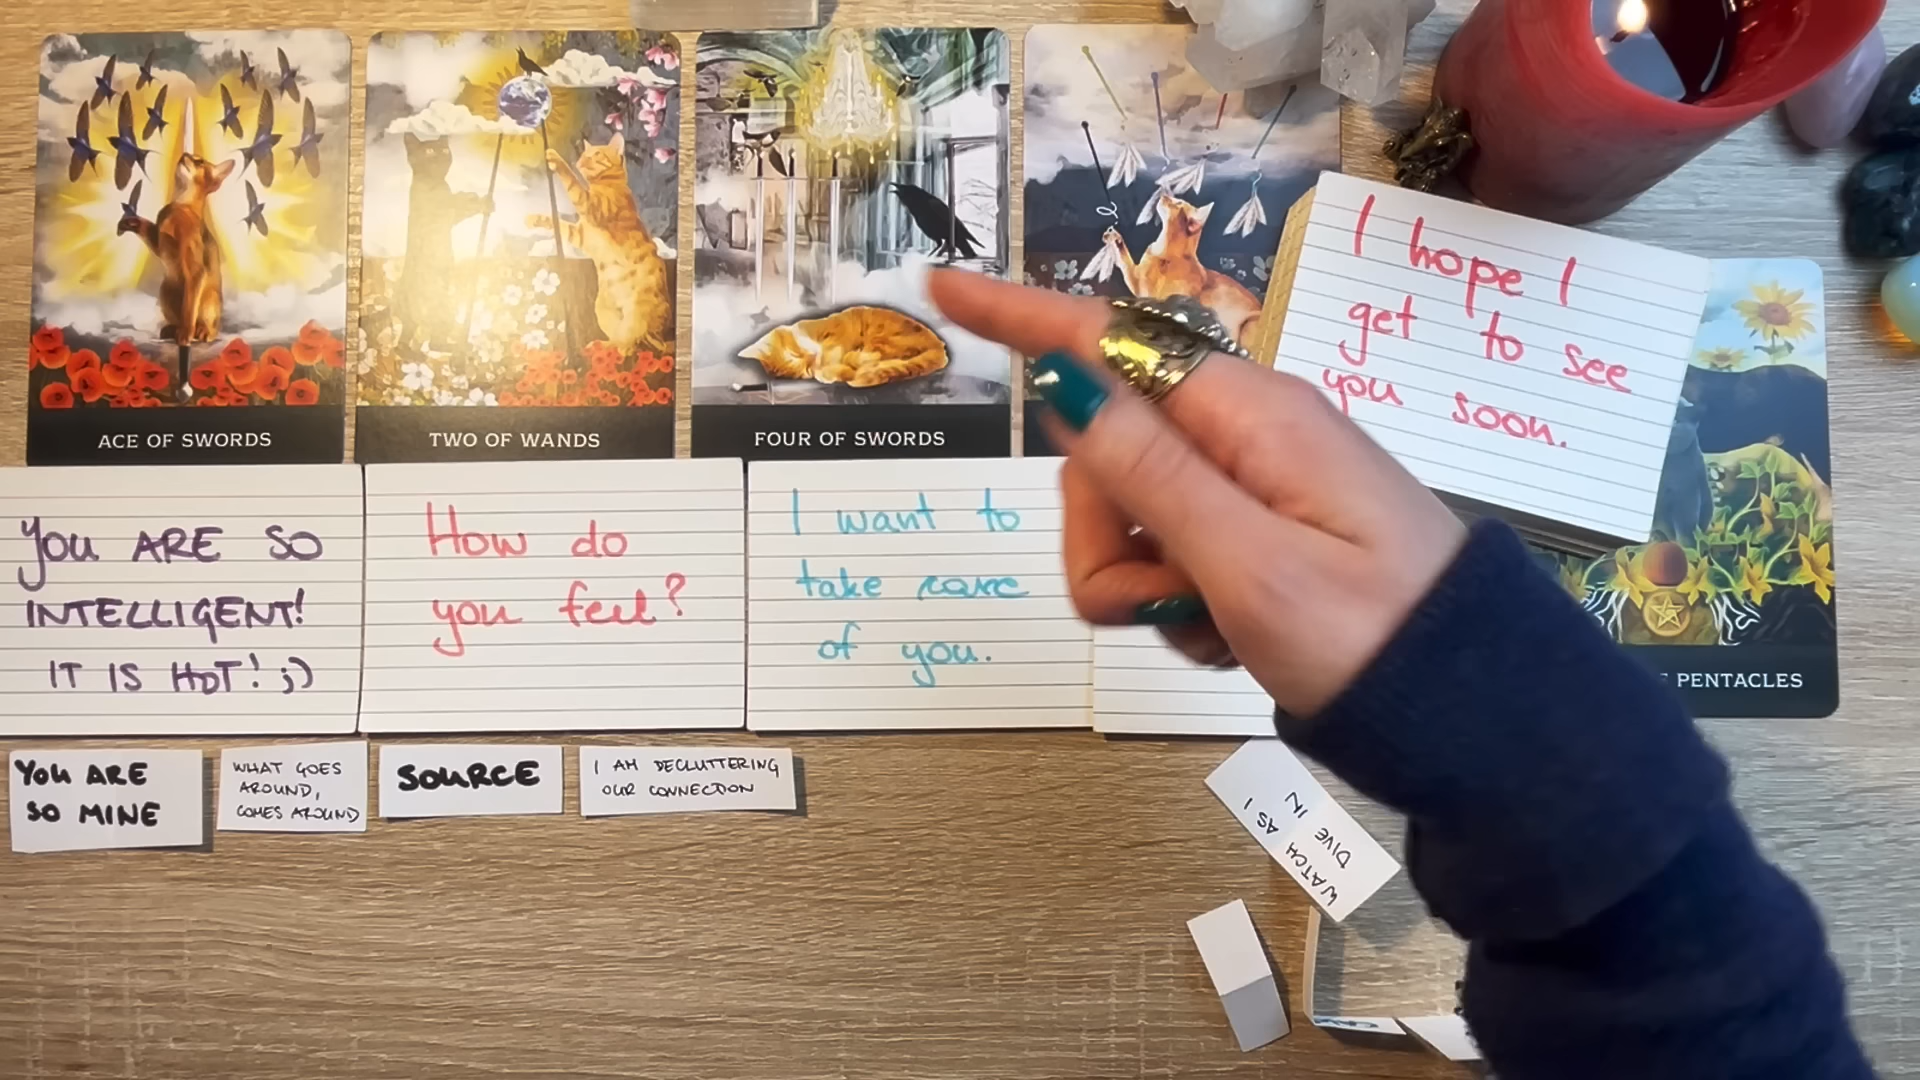 ACE OF SWORDS
TWO OF WANDS
FOUR OF SWORDS
PENTACLES
I hope I
get to see
you soon.
You ARE SO
INTELLIGENT!
IT IS HOT! ;)
How do
you feel?
I want to
take care
of you.
YOU ARE
SO MINE
WHAT GOES
AROUND,
COMES AROUND
SOURCE
I AM DECLUTTERING
OUR CONNECTION
WATCH AS I
DIVE IN